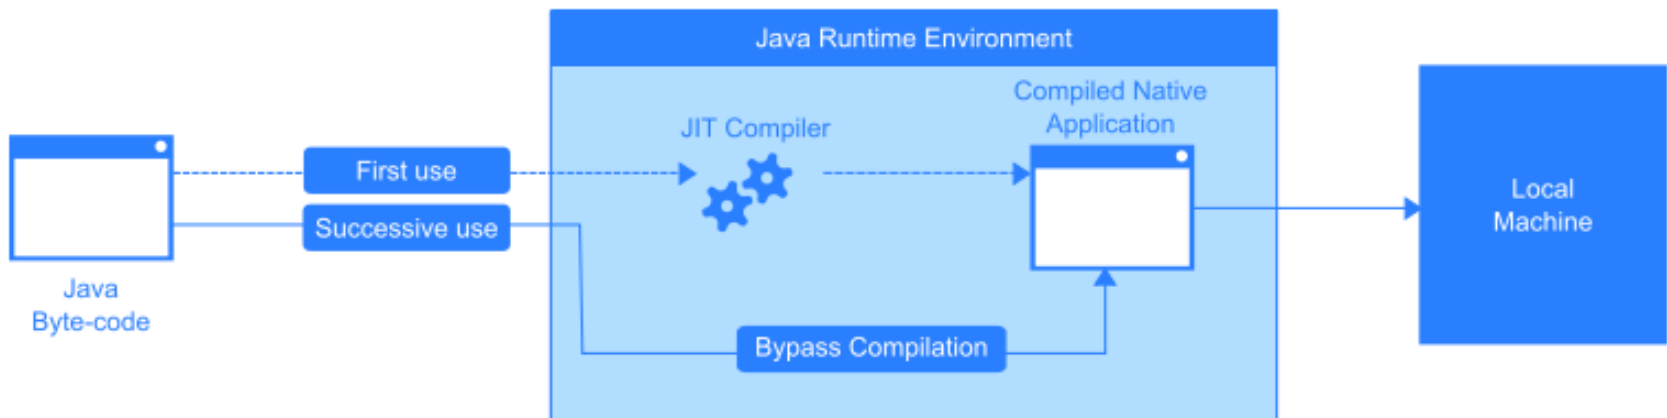 Java Runtime Environment
Compiled Native
Application
JIT Compiler
First use
Successive use
Java
Byte-code
Bypass Compilation
Local
Machine